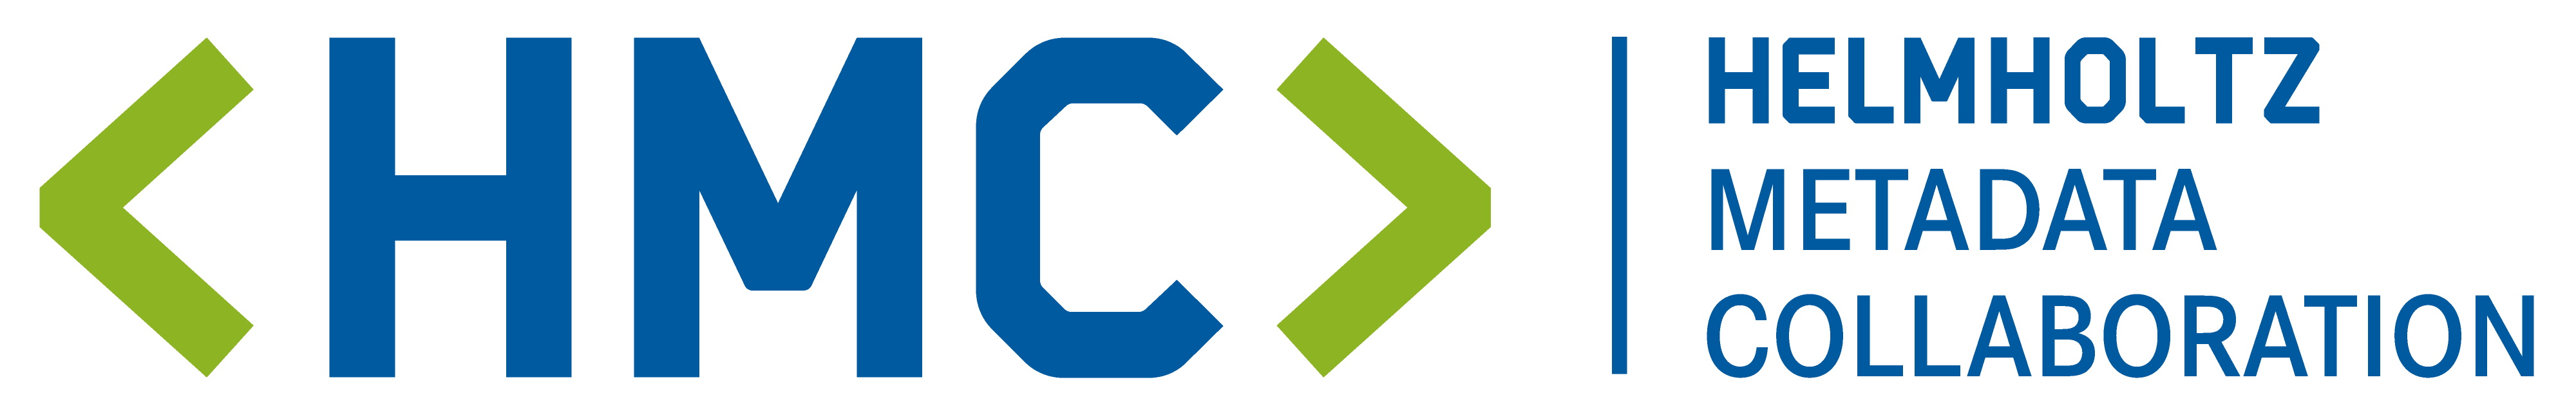 <HMC>
HELMHOLTZ
METADATA
COLLABORATION